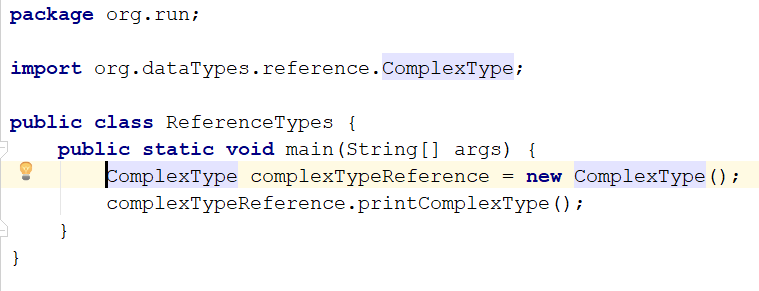 package org.run;
import org.dataTypes.reference.ComplexType;
public class ReferenceTypes {
public static void main(String[] args) {
ComplexType complexTypeReference = new ComplexType();
complexTypeReference.printComplexType();
}
}